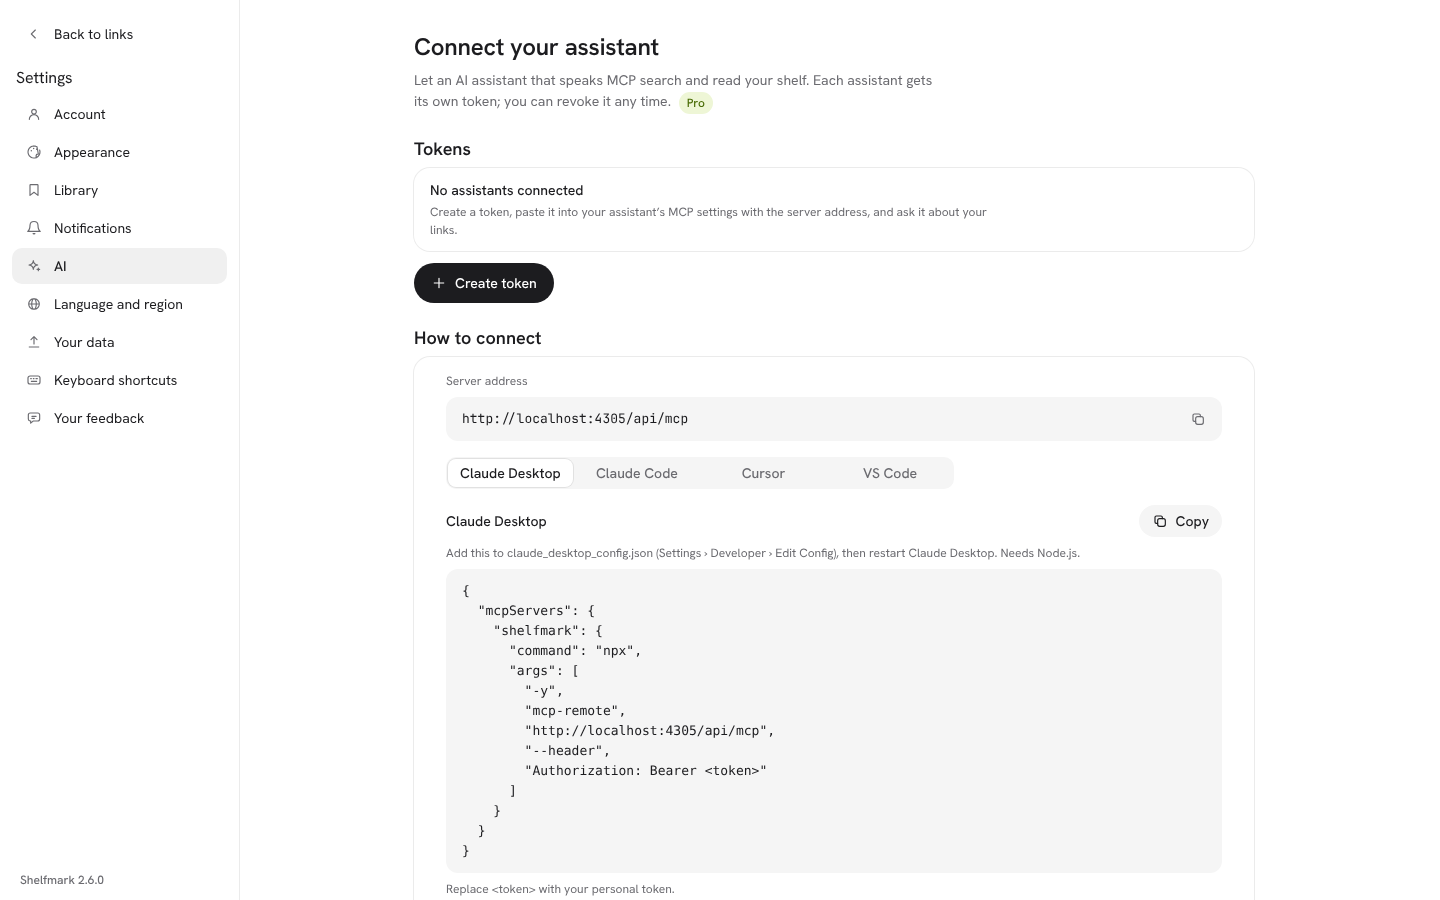 Back to links
Settings
Account
Appearance
Library
Notifications
AI
Language and region
Your data
Keyboard shortcuts
Your feedback
Shelfmark 2.6.0
Connect your assistant
Let an AI assistant that speaks MCP search and read your shelf. Each assistant gets
its own token; you can revoke it any time. Pro
Tokens
No assistants connected
Create a token, paste it into your assistant’s MCP settings with the server address, and ask it about your
links.
Create token
How to connect
Server address
http://localhost:4305/api/mcp
Claude Desktop Claude Code Cursor VS Code
Claude Desktop Copy
Add this to claude_desktop_config.json (Settings › Developer › Edit Config), then restart Claude Desktop. Needs Node.js.
{
  "mcpServers": {
    "shelfmark": {
      "command": "npx",
      "args": [
        "-y",
        "mcp-remote",
        "http://localhost:4305/api/mcp",
        "--header",
        "Authorization: Bearer <token>"
      ]
    }
  }
}
Replace <token> with your personal token.